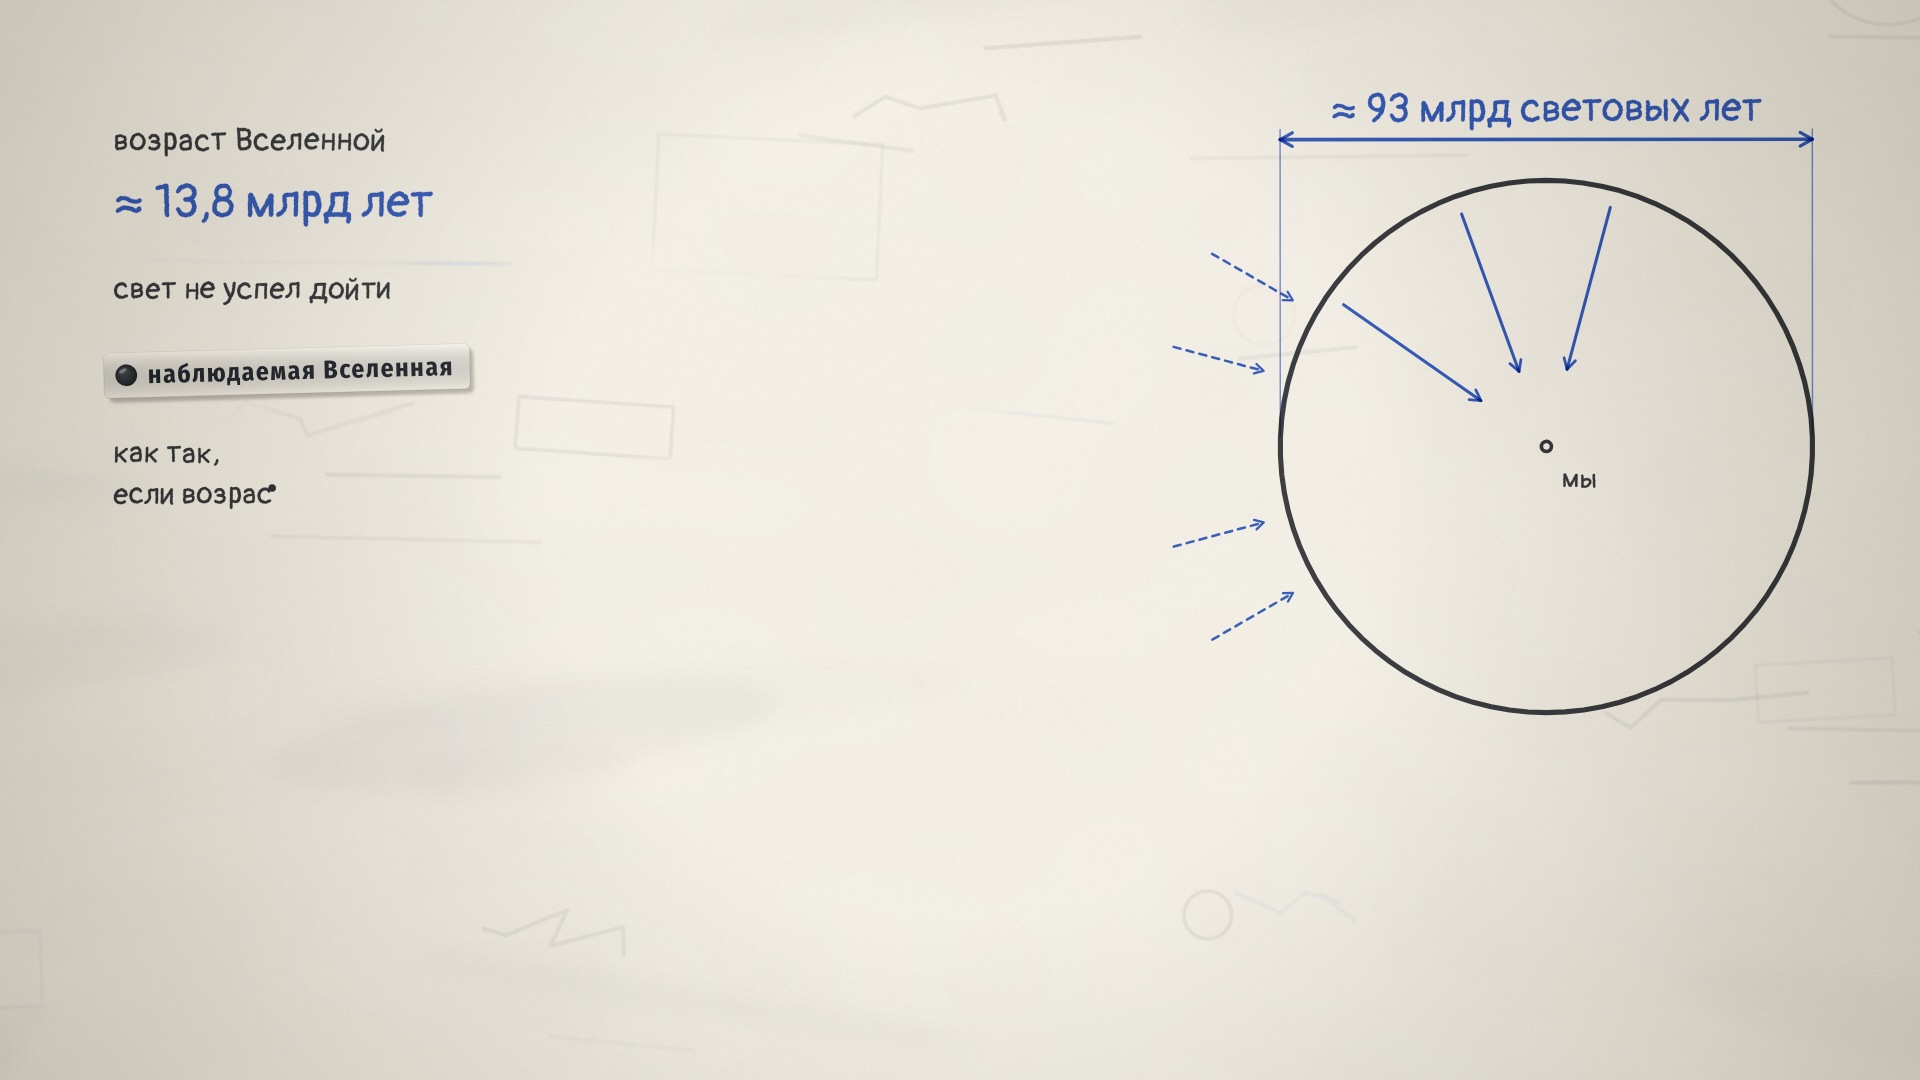 возраст Вселенной
≈ 13,8 млрд лет
свет не успел дойти
наблюдаемая Вселенная
как так,
если возрас
≈ 93 млрд световых лет
мы